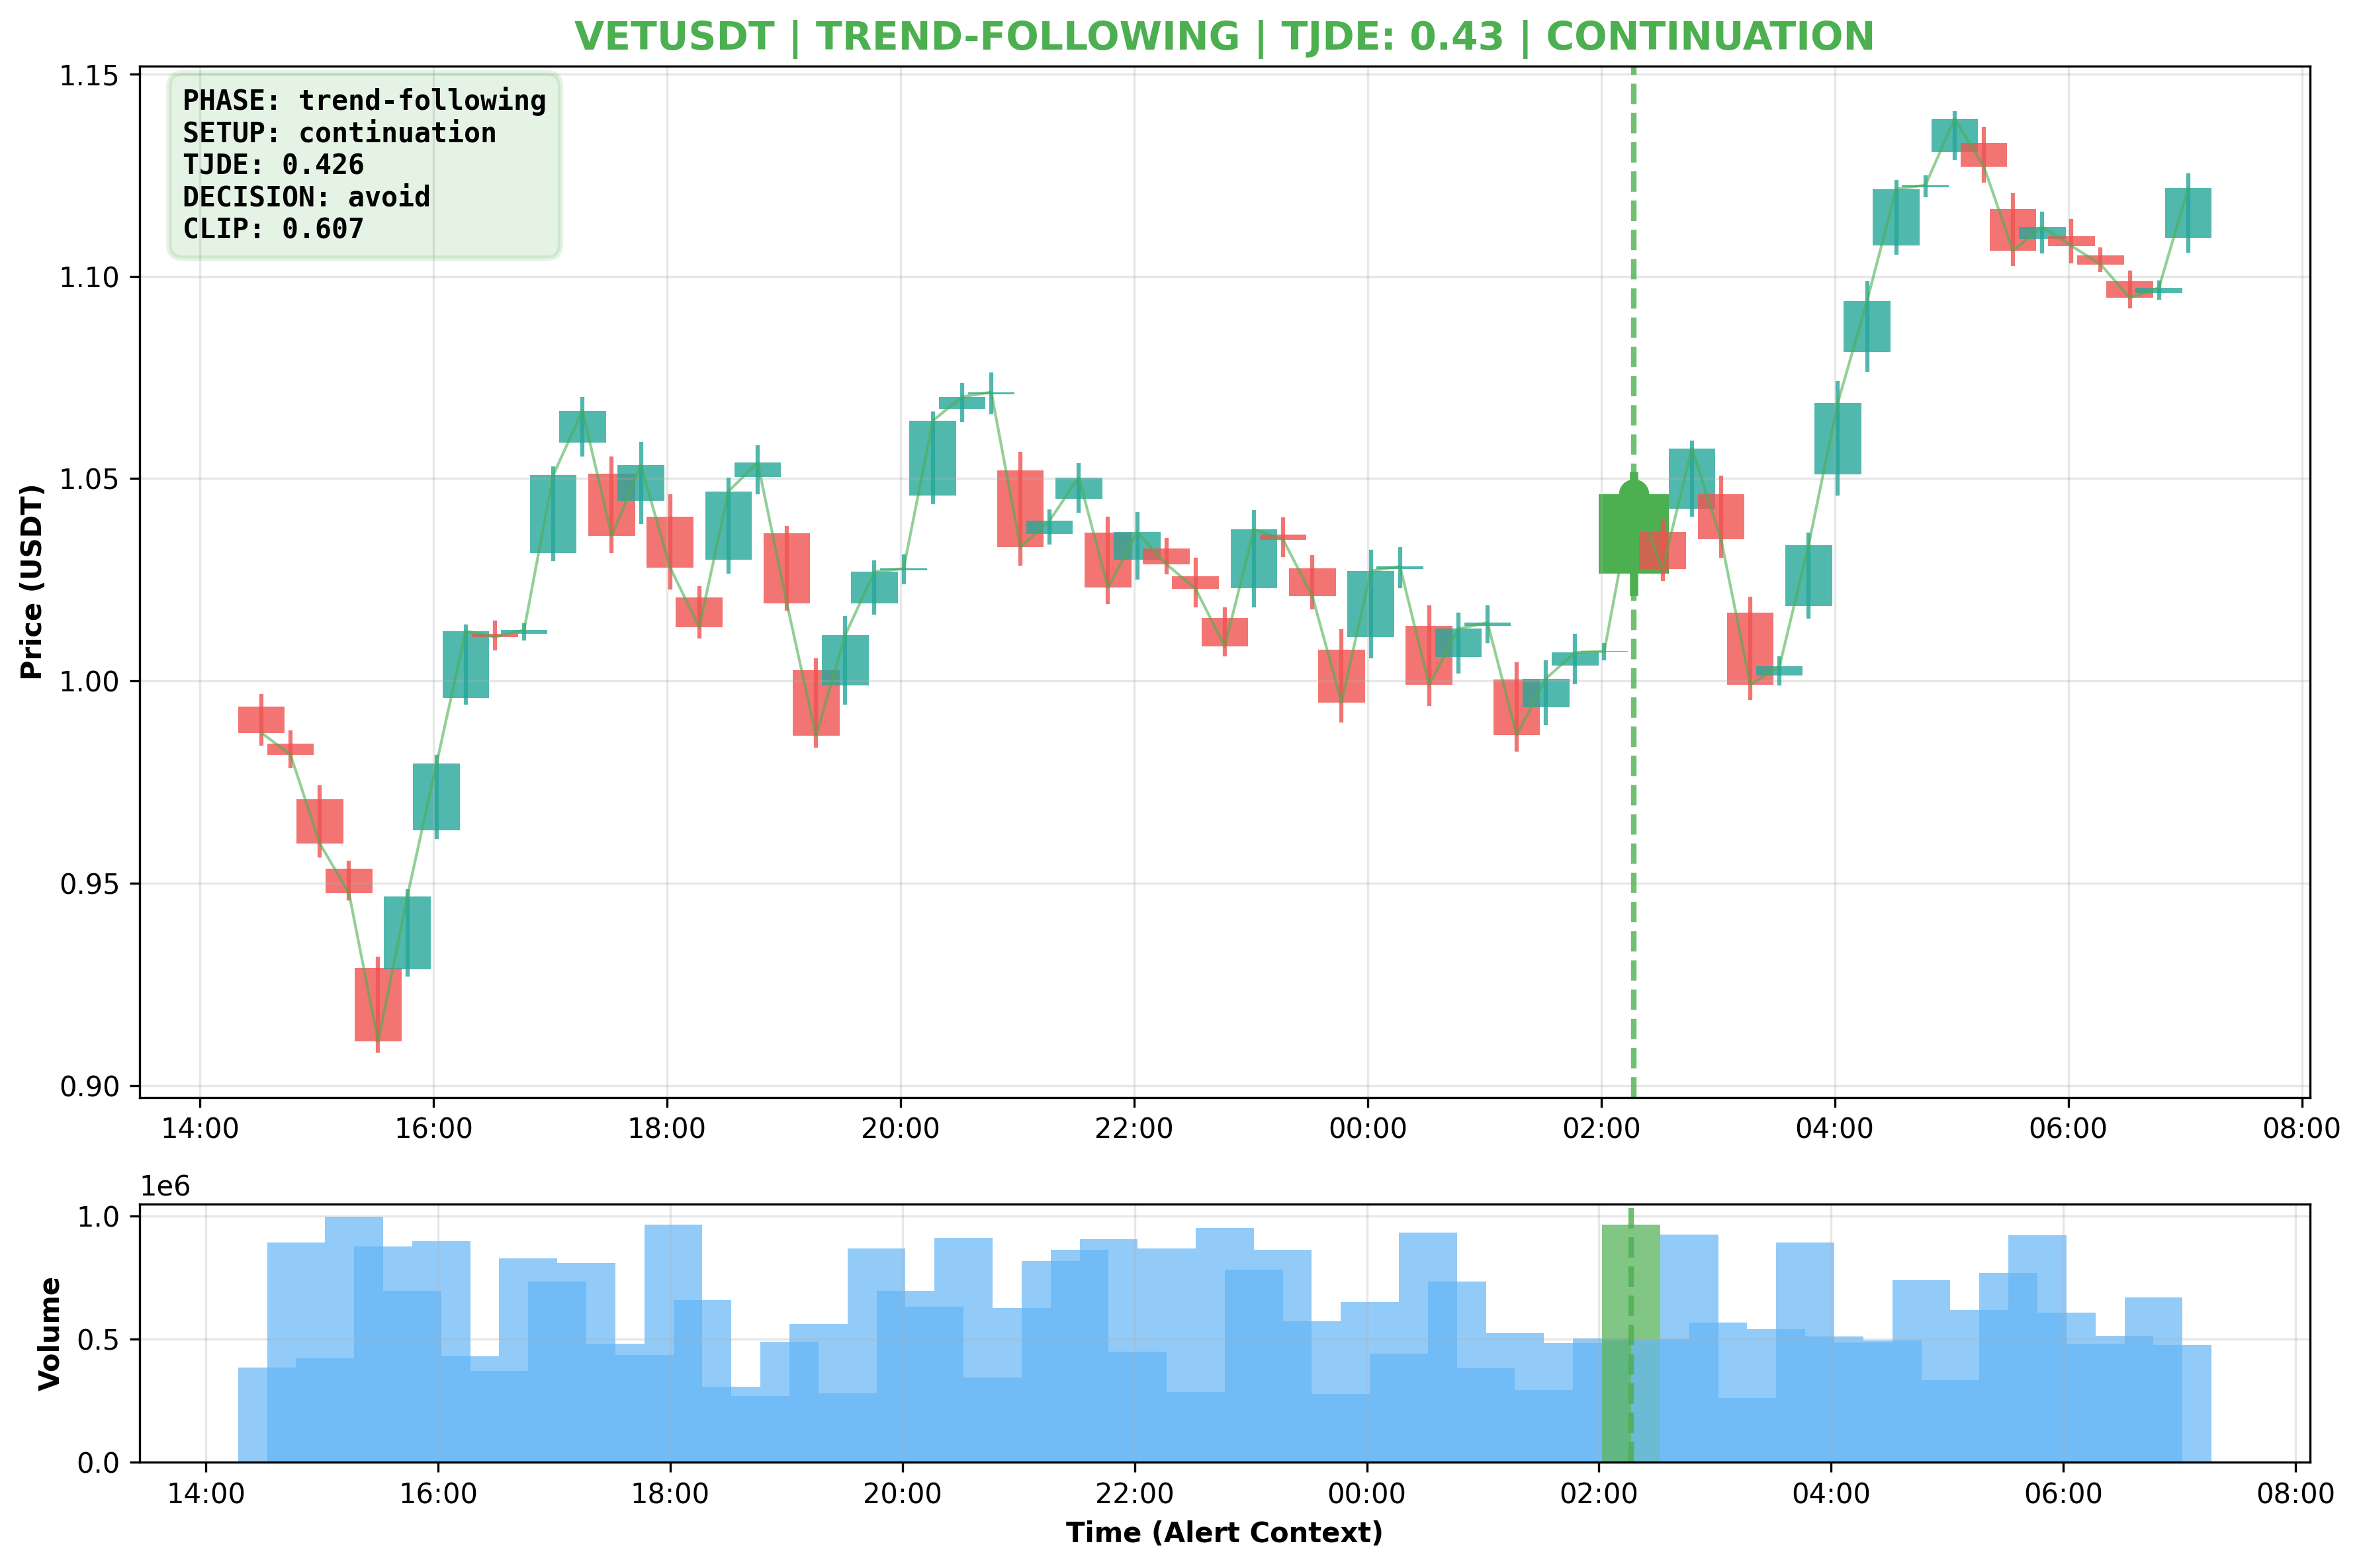 VETUSDT | TREND-FOLLOWING | TJDE: 0.43 | CONTINUATION
PHASE: trend-following
SETUP: continuation
TJDE: 0.426
DECISION: avoid
CLIP: 0.607
Price (USDT)
1.15
1.10
1.05
1.00
0.95
0.90
14:00 16:00 18:00 20:00 22:00 00:00 02:00 04:00 06:00 08:00
1e6
Volume
1.0
0.5
0.0
14:00 16:00 18:00 20:00 22:00 00:00 02:00 04:00 06:00 08:00
Time (Alert Context)